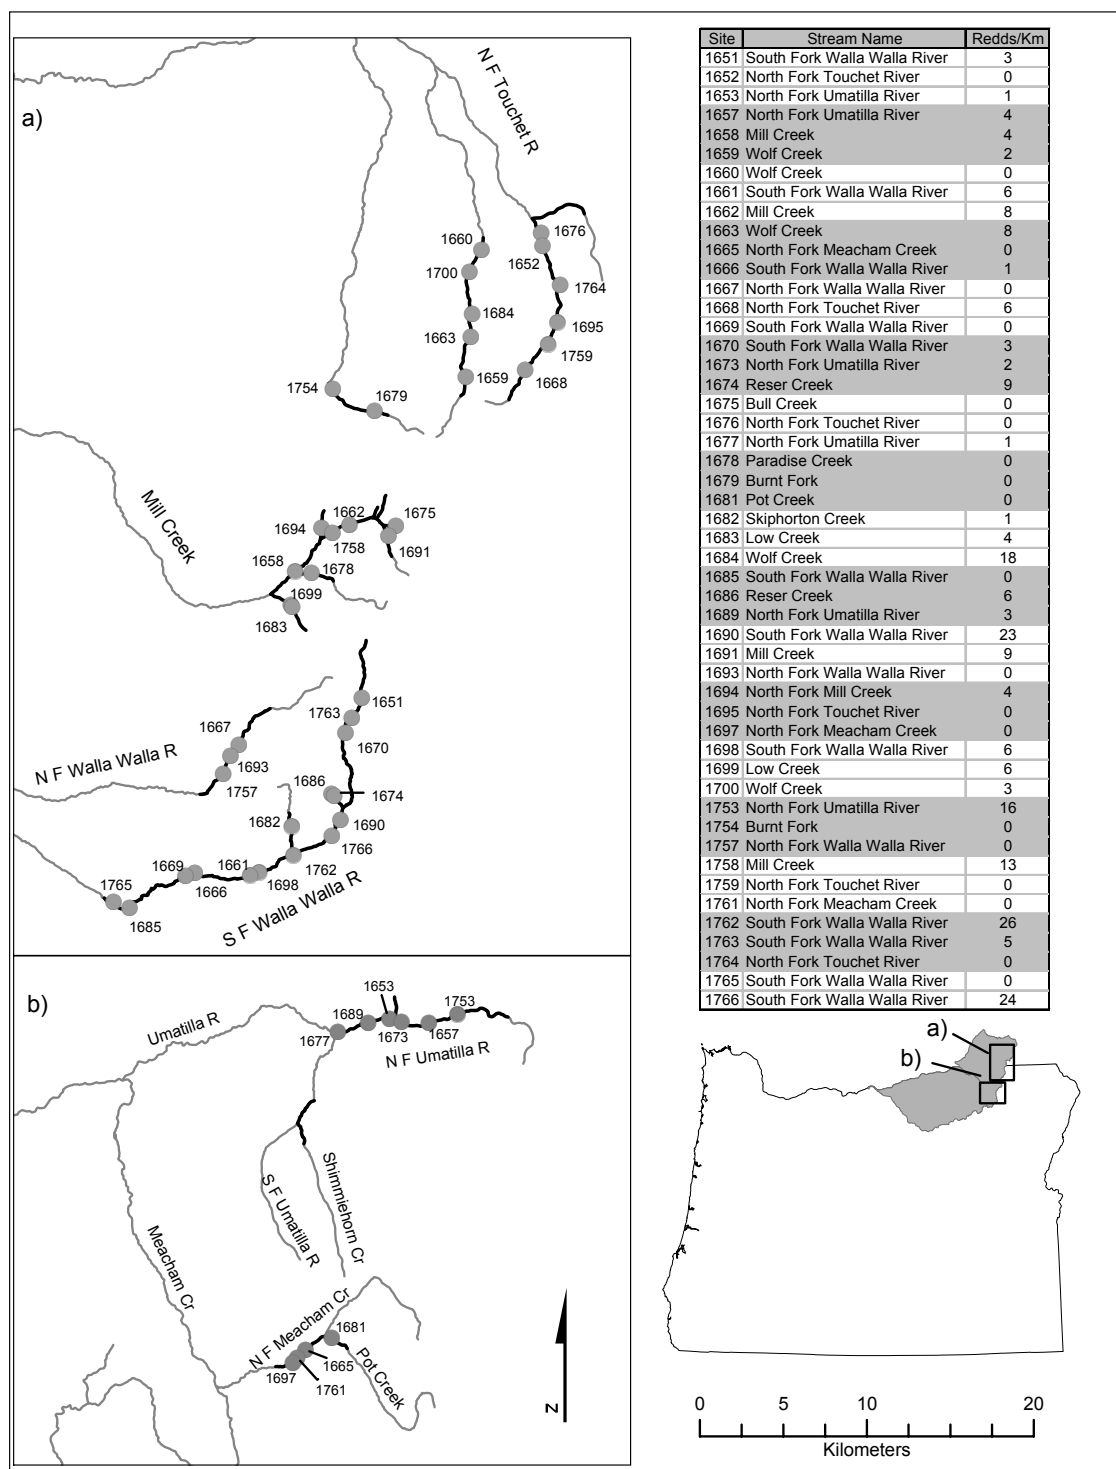 a)
N F Touchet R
1660
1700
1684
1663
1659
1676
1652
1764
1695
1759
1668
1754
1679
Mill Creek
1694
1662
1675
1758
1691
1658
1678
1699
1683
N F Walla Walla R
1667
1693
1757
1651
1763
1670
1686
1674
1682
1690
1766
1762
1669
1661
1666
1698
1765
1685
S F Walla Walla R
b)
Umatilla R
1653
1753
1689
1677
1673
1657
N F Umatilla R
S F Umatilla R
Shimmiehorn Cr
Meacham Cr
N F Meacham Cr
1681
1665
1697
1761
Pot Creek
N
Site Stream Name Redds/Km
1651 South Fork Walla Walla River 3
1652 North Fork Touchet River 0
1653 North Fork Umatilla River 1
1657 North Fork Umatilla River 4
1658 Mill Creek 4
1659 Wolf Creek 2
1660 Wolf Creek 0
1661 South Fork Walla Walla River 6
1662 Mill Creek 8
1663 Wolf Creek 8
1665 North Fork Meacham Creek 0
1666 South Fork Walla Walla River 1
1667 North Fork Walla Walla River 0
1668 North Fork Touchet River 6
1669 South Fork Walla Walla River 0
1670 South Fork Walla Walla River 3
1673 North Fork Umatilla River 2
1674 Reser Creek 9
1675 Bull Creek 0
1676 North Fork Touchet River 0
1677 North Fork Umatilla River 1
1678 Paradise Creek 0
1679 Burnt Fork 0
1681 Pot Creek 0
1682 Skiphorton Creek 1
1683 Low Creek 4
1684 Wolf Creek 18
1685 South Fork Walla Walla River 0
1686 Reser Creek 6
1689 North Fork Umatilla River 3
1690 South Fork Walla Walla River 23
1691 Mill Creek 9
1693 North Fork Walla Walla River 0
1694 North Fork Mill Creek 4
1695 North Fork Touchet River 0
1697 North Fork Meacham Creek 0
1698 South Fork Walla Walla River 6
1699 Low Creek 6
1700 Wolf Creek 3
1753 North Fork Umatilla River 16
1754 Burnt Fork 0
1757 North Fork Walla Walla River 0
1758 Mill Creek 13
1759 North Fork Touchet River 0
1761 North Fork Meacham Creek 0
1762 South Fork Walla Walla River 26
1763 South Fork Walla Walla River 5
1764 North Fork Touchet River 0
1765 South Fork Walla Walla River 0
1766 South Fork Walla Walla River 24
a)
b)
0 10 20
Kilometers